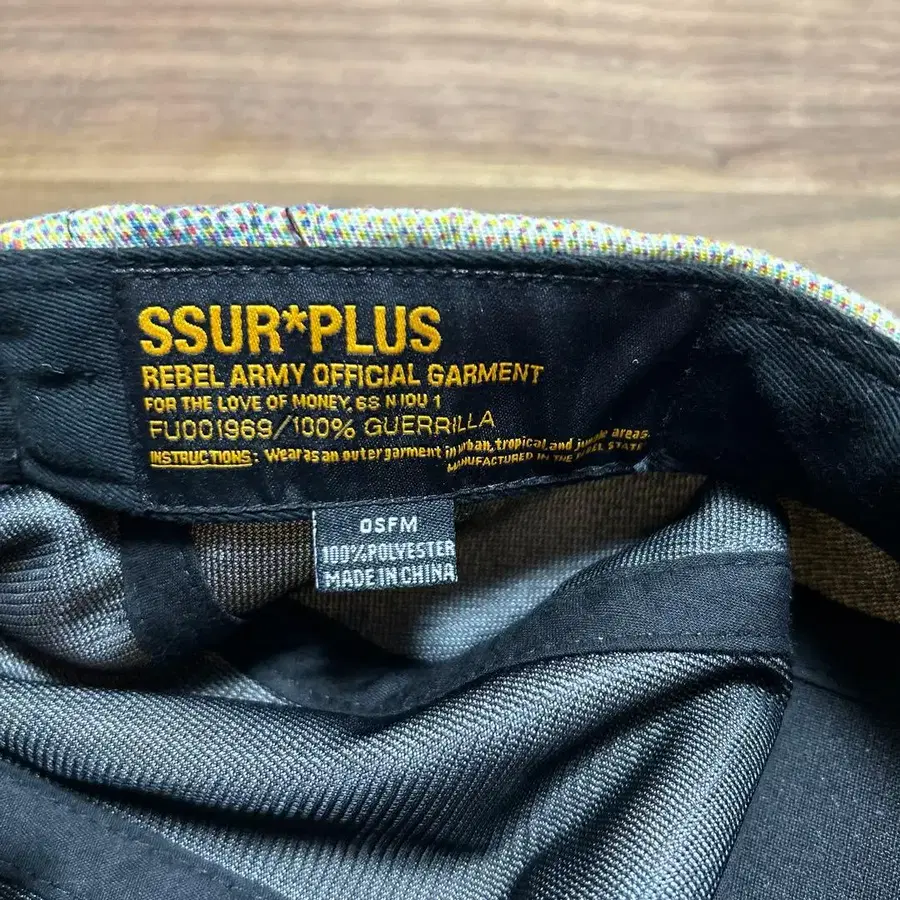 SSUR*PLUS
REBEL ARMY OFFICIAL GARMENT
FOR THE LOVE OF MONEY, 6S N IOU 1
FU001969/100% GUERRILLA
INSTRUCTIONS: Wear as an outer garment in urban, tropical and jungle areas.
MANUFACTURED IN THE REBEL STATE
OSFM
100%POLYESTER
MADE IN CHINA